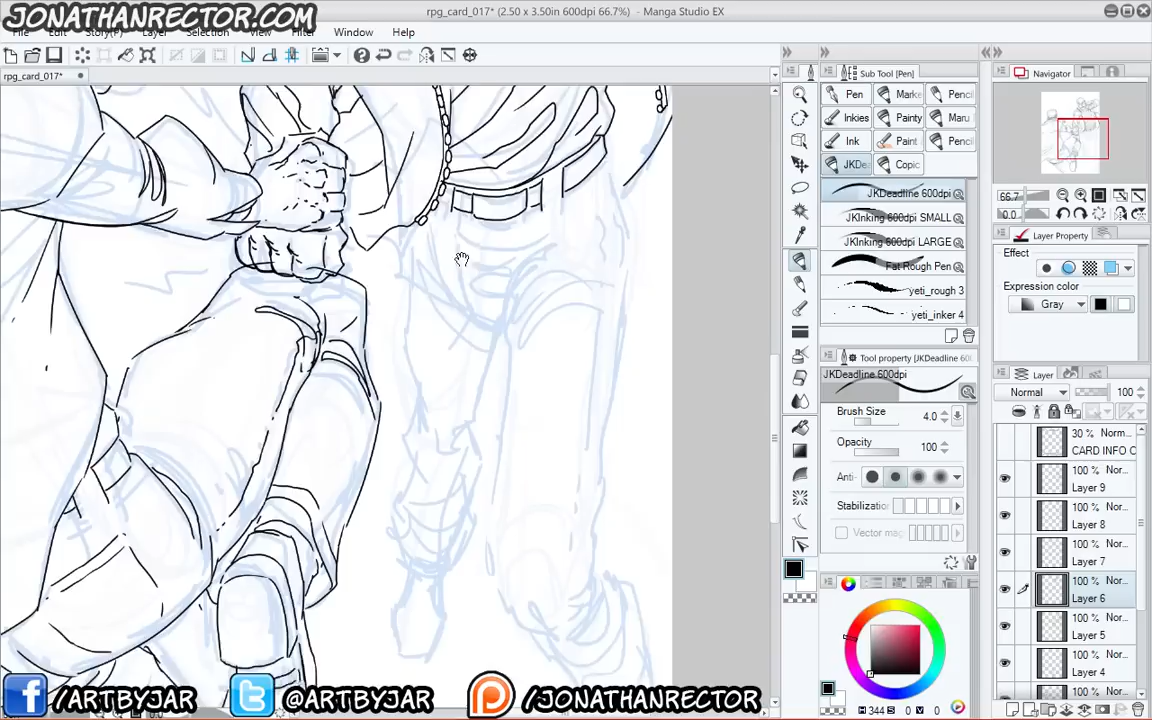 JONATHANRECTOR.COM
rpg_card_017* (2.50 x 3.50in 600dpi 66.7%) - Manga Studio EX
File Edit Story(P) Layer Selection View Filter Window Help
rpg_card_017*
Sub Tool [Pen]
Navigator
Pen Marke Pencil
Inkies Painty Maru
Ink Paint Pencil
JKDea Copic
JKDeadline 600dpi
JKInking 600dpi SMALL
JKInking 600dpi LARGE
Fat Rough Pen
yeti_rough 3
yeti_inker 4
66.7
0.0
Layer Property
Effect
Expression color
Gray
Tool property [JKDeadline 600
JKDeadline 600dpi
Brush Size 4.0
Opacity 100
Anti-
Stabilization
Vector mag
Layer
Normal 100
30 % Norm...
CARD INFO C
100 % Nor...
Layer 9
100 % Nor...
Layer 8
100 % Nor...
Layer 7
100 % Nor...
Layer 6
100 % Nor...
Layer 5
100 % Nor...
Layer 4
100 % Nor...
H 344 S 0 V 0
/ARTBYJAR @ARTBYJAR /JONATHANRECTOR